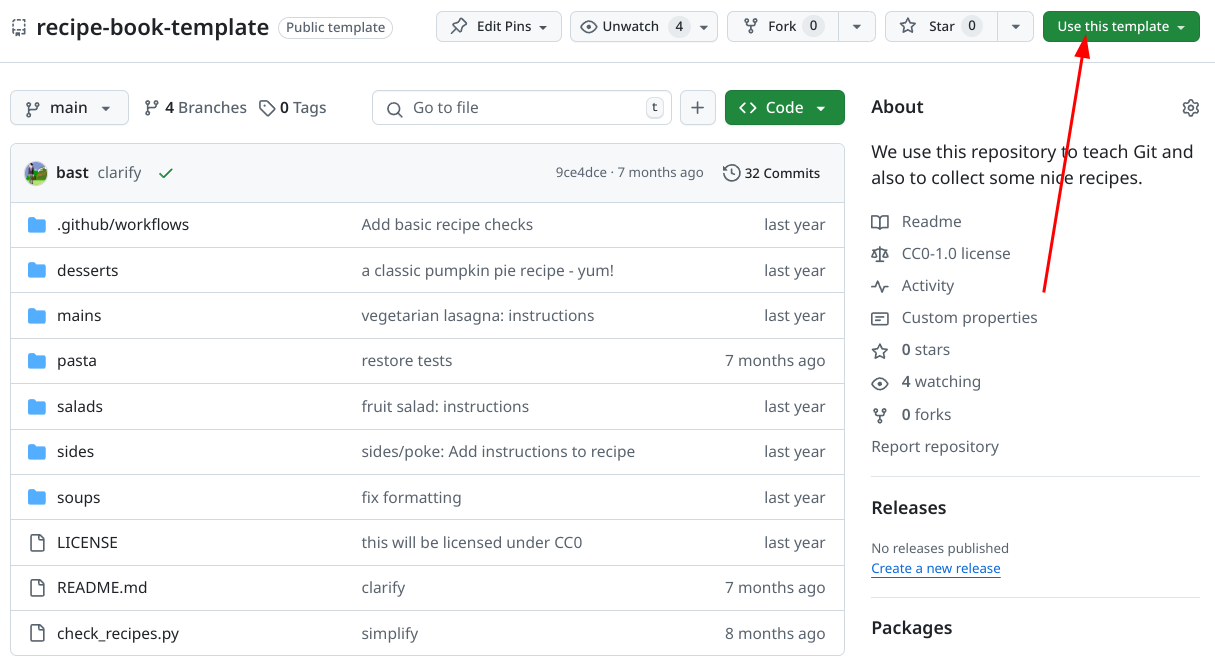 recipe-book-template Public template Edit Pins Unwatch 4 Fork 0 Star 0 Use this template
main 4 Branches 0 Tags Go to file t + <> Code
bast clarify 9ce4dce · 7 months ago 32 Commits
.github/workflows Add basic recipe checks last year
desserts a classic pumpkin pie recipe - yum! last year
mains vegetarian lasagna: instructions last year
pasta restore tests 7 months ago
salads fruit salad: instructions last year
sides sides/poke: Add instructions to recipe last year
soups fix formatting last year
LICENSE this will be licensed under CC0 last year
README.md clarify 7 months ago
check_recipes.py simplify 8 months ago
About
We use this repository to teach Git and
also to collect some nice recipes.
Readme
CC0-1.0 license
Activity
Custom properties
0 stars
4 watching
0 forks
Report repository
Releases
No releases published
Create a new release
Packages